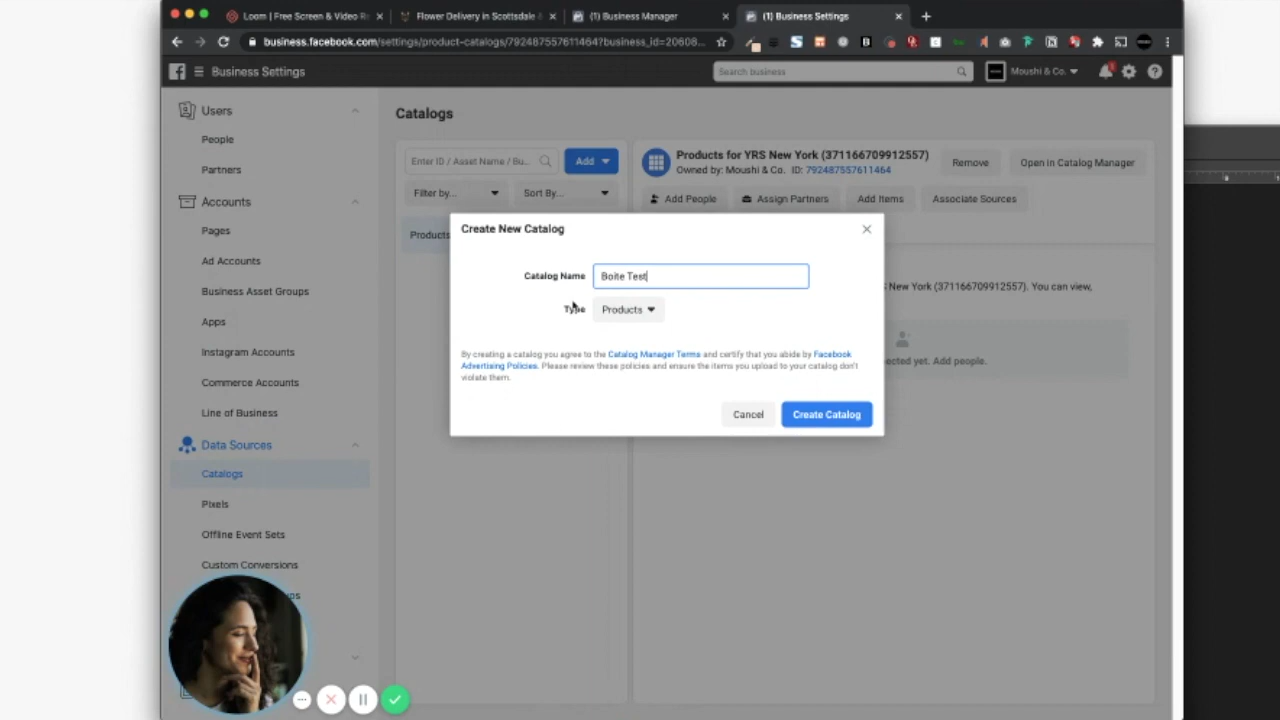 Loom | Free Screen & Video Re
Flower Delivery in Scottsdale
(1) Business Manager
(1) Business Settings
business.facebook.com/settings/product-catalogs/792487557611464?business_id=20608...
Business Settings
Search business
Moushi & Co.
Users
People
Partners
Accounts
Pages
Ad Accounts
Business Asset Groups
Apps
Instagram Accounts
Commerce Accounts
Line of Business
Data Sources
Catalogs
Pixels
Offline Event Sets
Custom Conversions
Catalogs
Enter ID / Asset Name / Bu...
Add
Filter by...
Sort By...
Products
Products for YRS New York (371166709912557)
Owned by: Moushi & Co. ID: 792487557611464
Remove
Open in Catalog Manager
Add People
Assign Partners
Add Items
Associate Sources
New York (371166709912557). You can view,
ected yet. Add people.
Create New Catalog
Catalog Name
Boite Test
Type
Products
By creating a catalog you agree to the Catalog Manager Terms and certify that you abide by Facebook
Advertising Policies. Please review these policies and ensure the items you upload to your catalog don't
violate them.
Cancel
Create Catalog